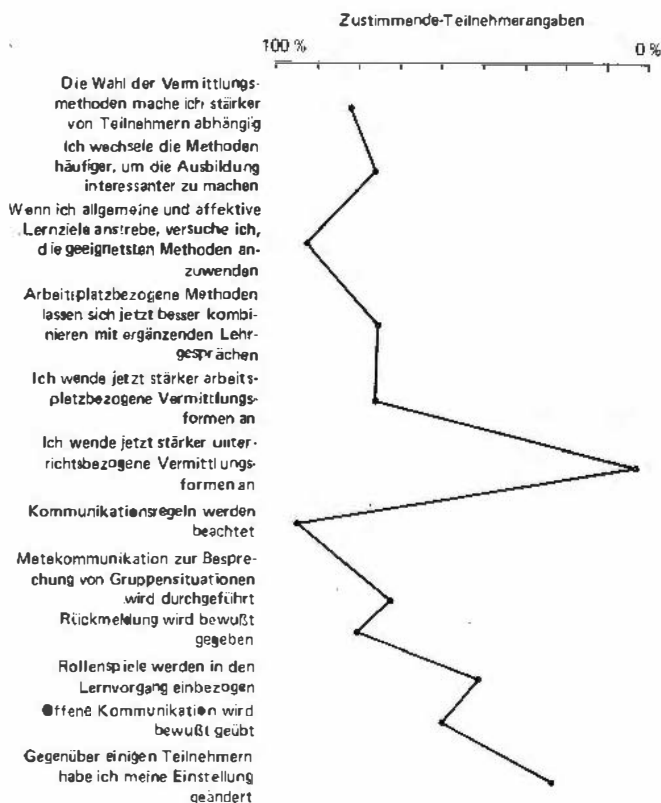 Zustimmende-Teilnehmerangaben
100 % 0 %
Die Wahl der Vermittlungs-
methoden mache ich stärker
von Teilnehmern abhängig
Ich wechsele die Methoden
häufiger, um die Ausbildung
interessanter zu machen
Wenn ich allgemeine und affektive
Lernziele anstrebe, versuche ich,
die geeignetsten Methoden an-
zuwenden
Arbeitsplatzbezogene Methoden
lassen sich jetzt besser kombi-
nieren mit ergänzenden Lehr-
gesprächen
Ich wende jetzt stärker arbeits-
platzbezogene Vermittlungs-
formen an
Ich wende jetzt stärker unter-
richtsbezogene Vermittlungs-
formen an
Kommunikationsregeln werden
beachtet
Metakommunikation zur Bespre-
chung von Gruppensituationen
wird durchgeführt
Rückmeldung wird bewußt
gegeben
Rollenspiele werden in den
Lernvorgang einbezogen
Offene Kommunikation wird
bewußt geübt
Gegenüber einigen Teilnehmern
habe ich meine Einstellung
geändert